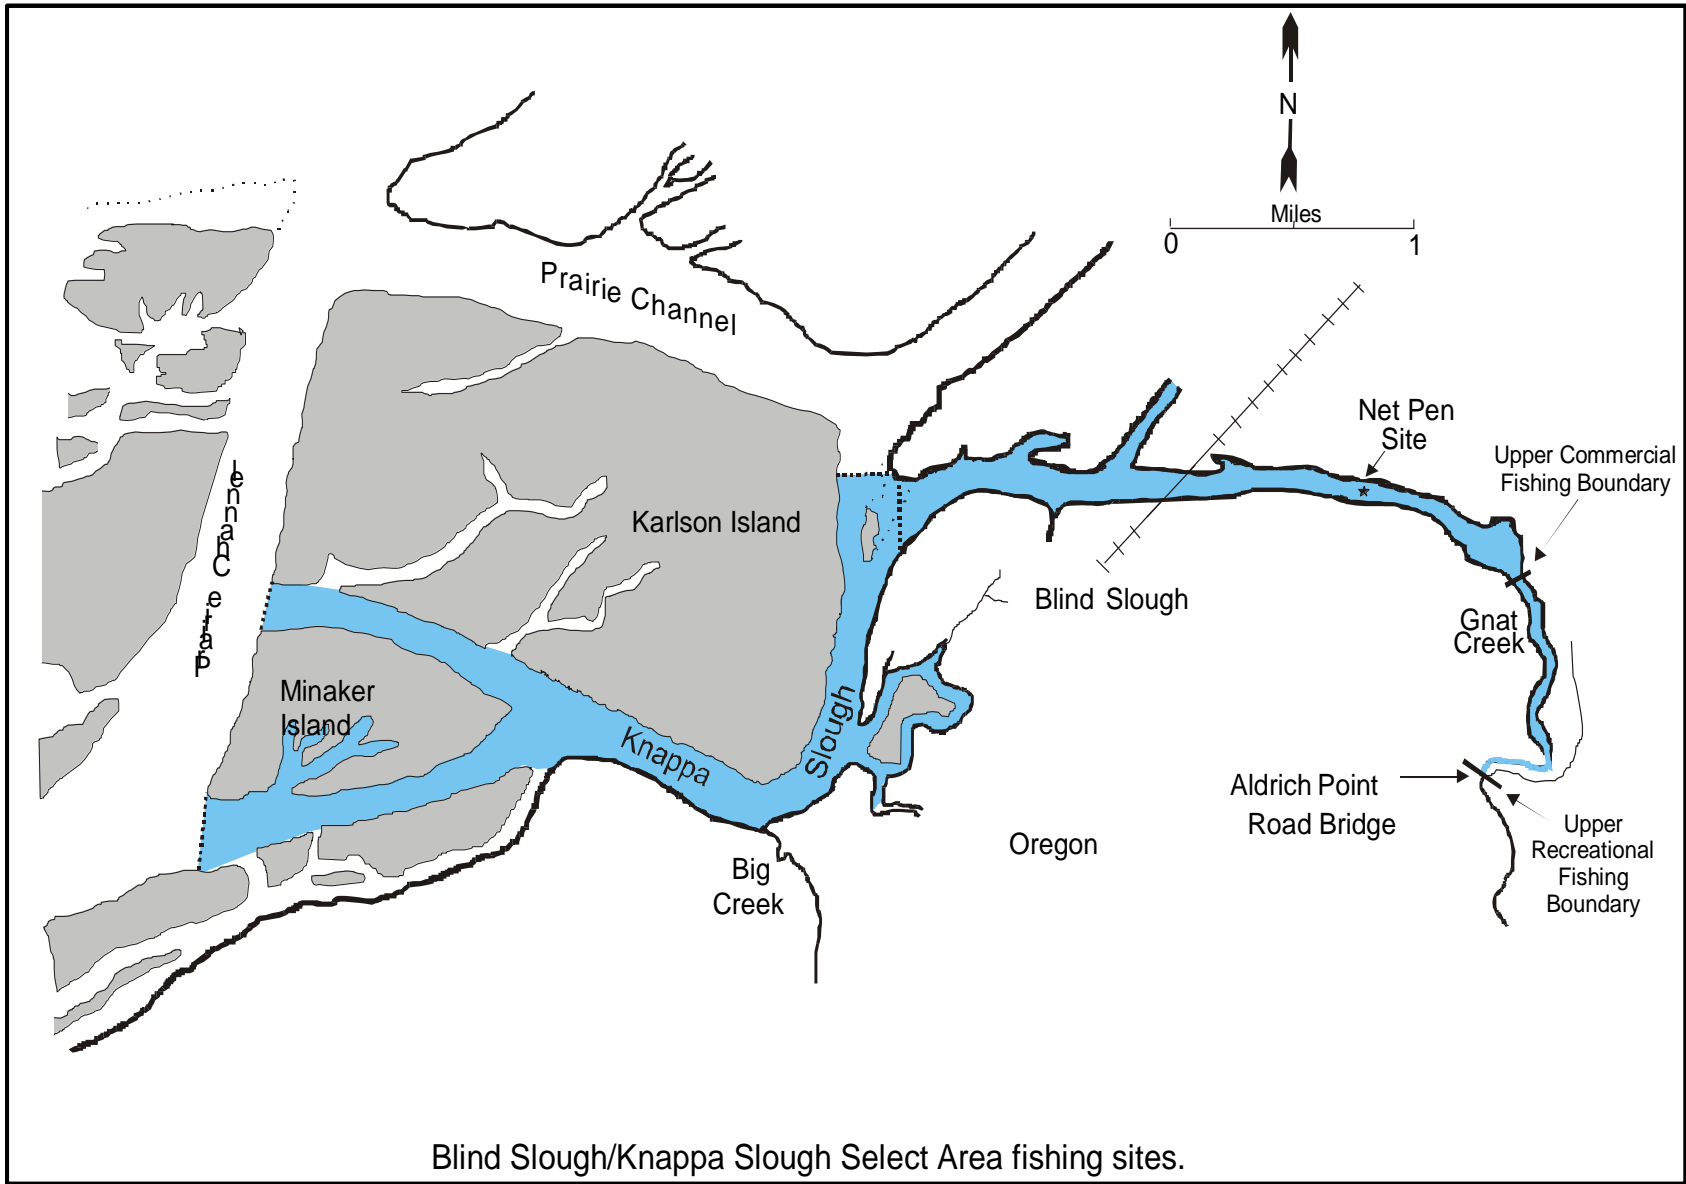 N
Miles
0 1
Prairie Channel
Net Pen
Site
Upper Commercial
Fishing Boundary
Prairie Channel
Karlson Island
Blind Slough
Gnat
Creek
Minaker
Island
Knappa
Slough
Aldrich Point
Road Bridge
Upper
Recreational
Fishing
Boundary
Oregon
Big
Creek
Blind Slough/Knappa Slough Select Area fishing sites.